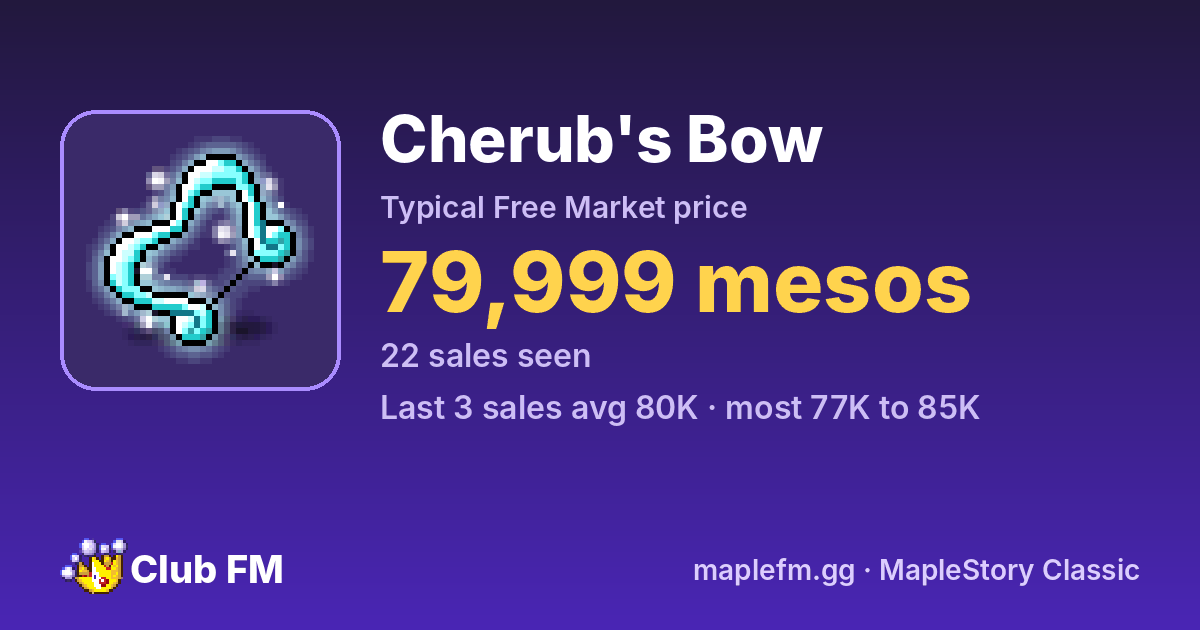 Cherub's Bow
Typical Free Market price
79,999 mesos
22 sales seen
Last 3 sales avg 80K · most 77K to 85K
Club FM
maplefm.gg · MapleStory Classic